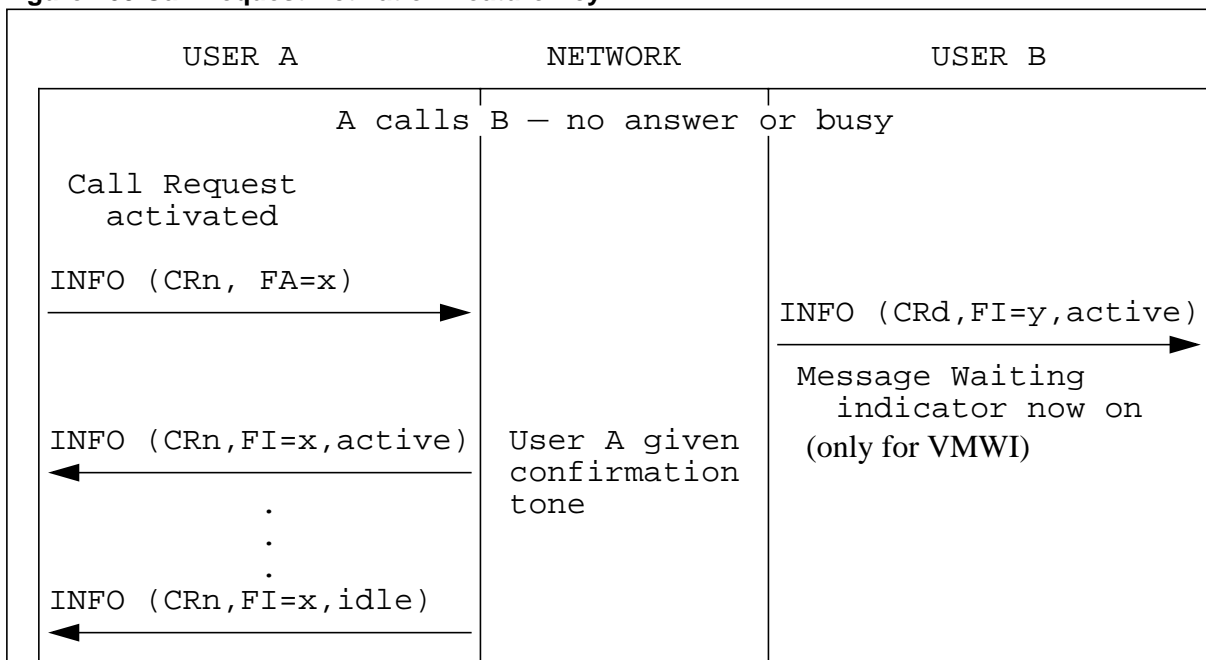 USER A NETWORK USER B
A calls B — no answer or busy
Call Request
activated
INFO (CRn, FA=x)
INFO (CRd,FI=y,active)
Message Waiting
indicator now on
(only for VMWI)
INFO (CRn,FI=x,active)
User A given
confirmation
tone
.
.
.
INFO (CRn,FI=x,idle)